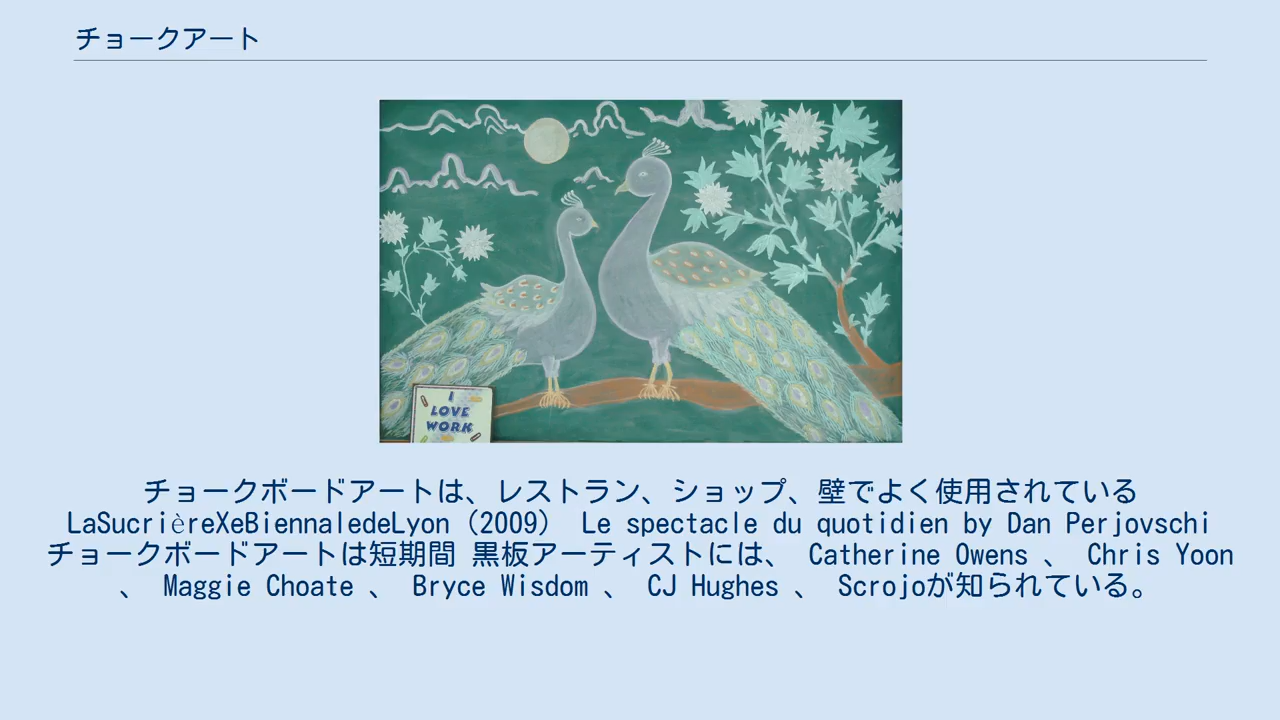 チョークアート
I
LOVE
WORK
チョークボードアートは、レストラン、ショップ、壁でよく使用されている
LaSucrièreXeBiennaledeLyon (2009) Le spectacle du quotidien by Dan Perjovschi
チョークボードアートは短期間 黒板アーティストには、 Catherine Owens 、 Chris Yoon
、 Maggie Choate 、 Bryce Wisdom 、 CJ Hughes 、 Scrojoが知られている。